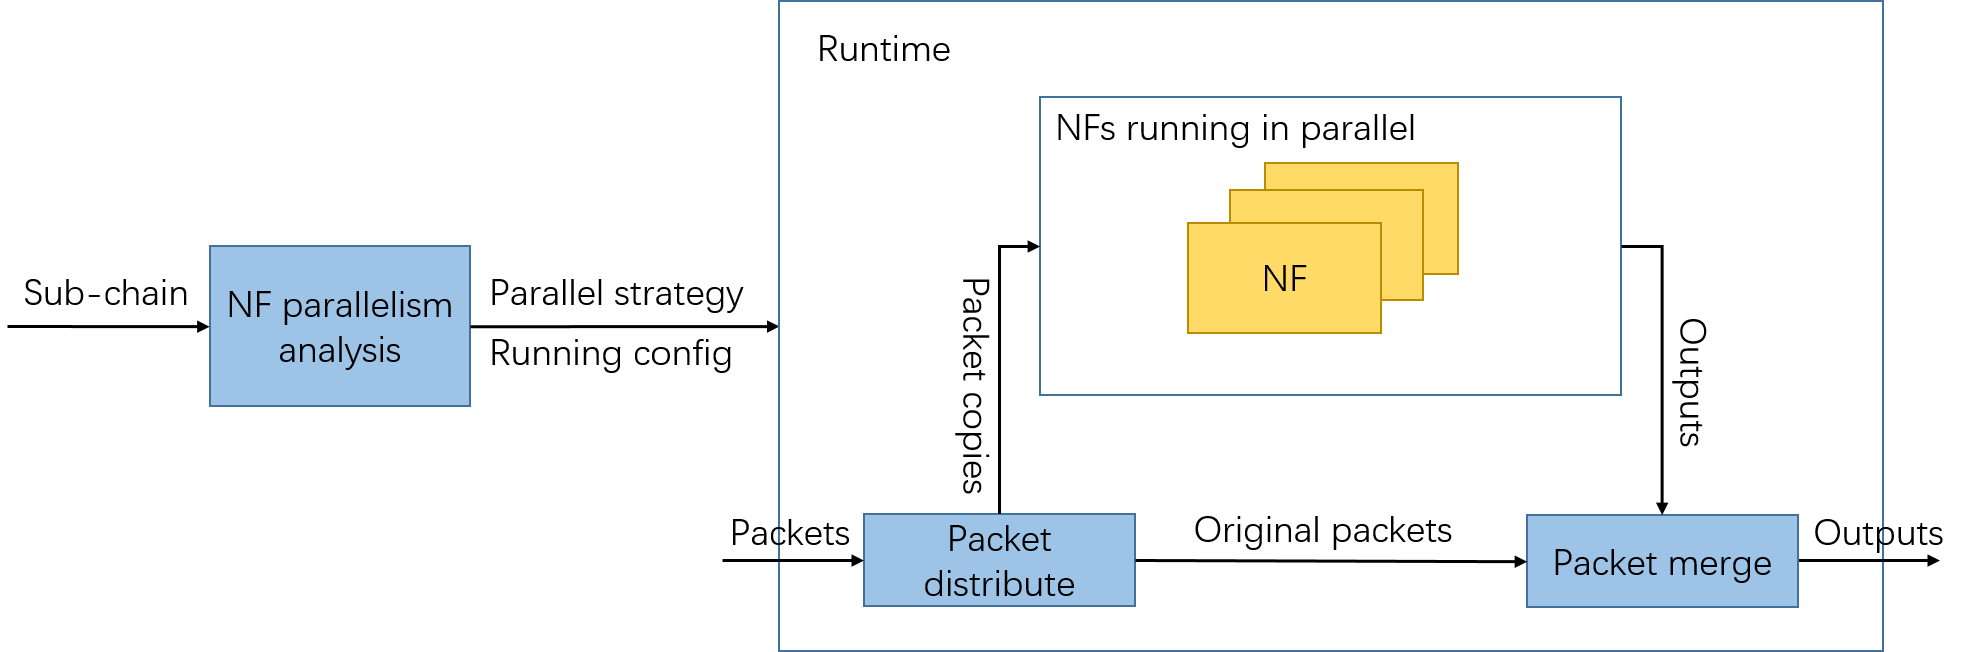 Runtime
NFs running in parallel
NF
Sub-chain
NF parallelism
analysis
Parallel strategy
Running config
Packet copies
Outputs
Packets
Packet
distribute
Original packets
Packet merge
Outputs